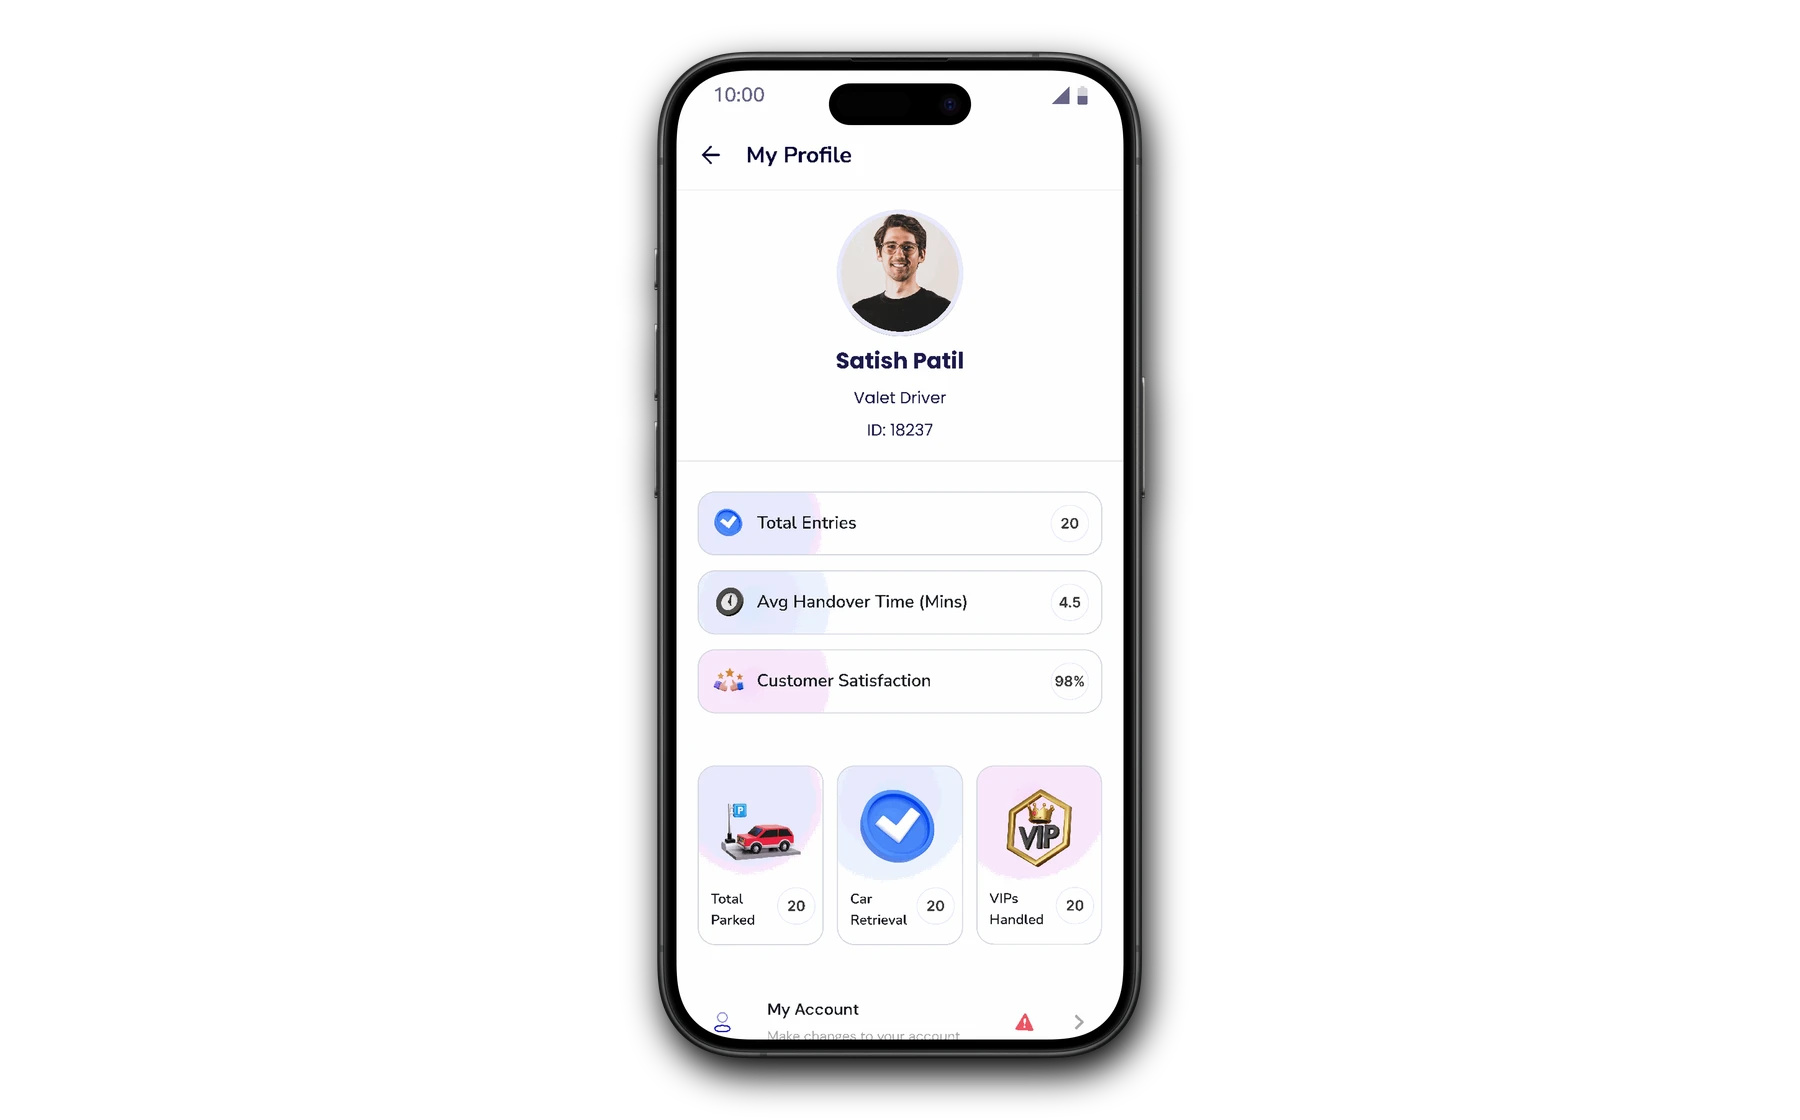 10:00
My Profile
Satish Patil
Valet Driver
ID: 18237
Total Entries 20
Avg Handover Time (Mins) 4.5
Customer Satisfaction 98%
P
VIP
Total
Parked
20
Car
Retrieval
20
VIPs
Handled
20
My Account
Make changes to your account